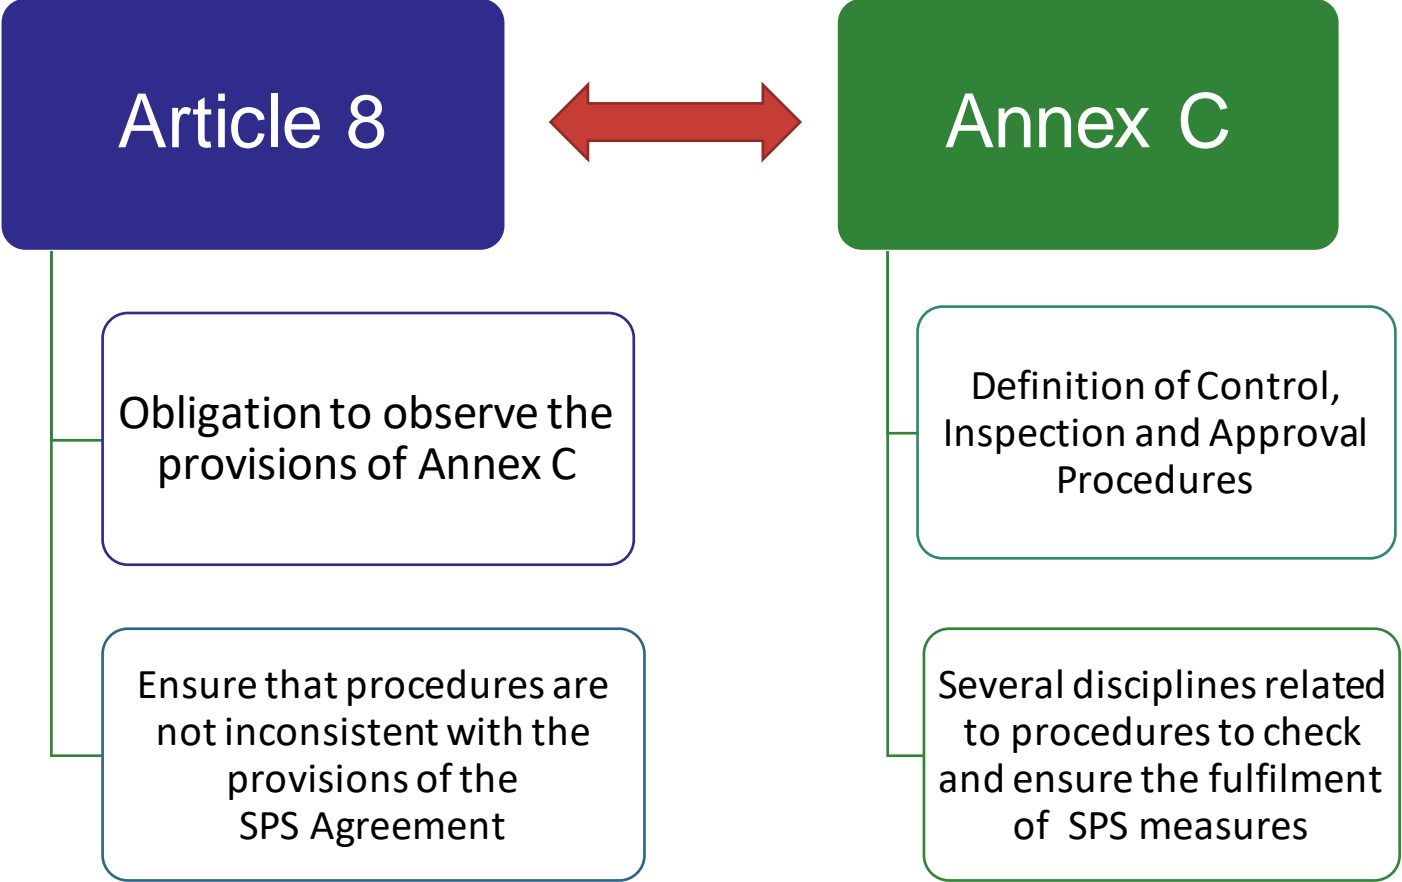 Article 8
Obligation to observe the
provisions of Annex C
Ensure that procedures are
not inconsistent with the
provisions of the
SPS Agreement
Annex C
Definition of Control,
Inspection and Approval
Procedures
Several disciplines related
to procedures to check
and ensure the fulfilment
of SPS measures